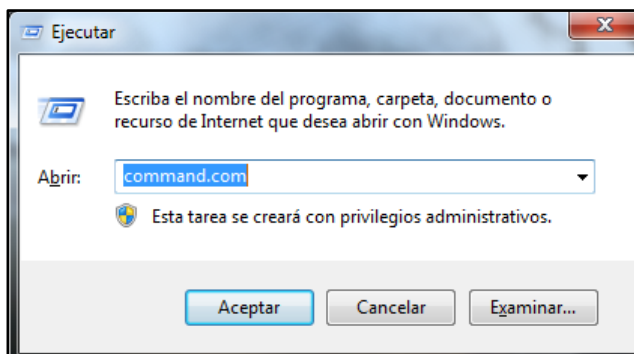 Ejecutar
Escriba el nombre del programa, carpeta, documento o
recurso de Internet que desea abrir con Windows.
Abrir: command.com
Esta tarea se creará con privilegios administrativos.
Aceptar Cancelar Examinar...